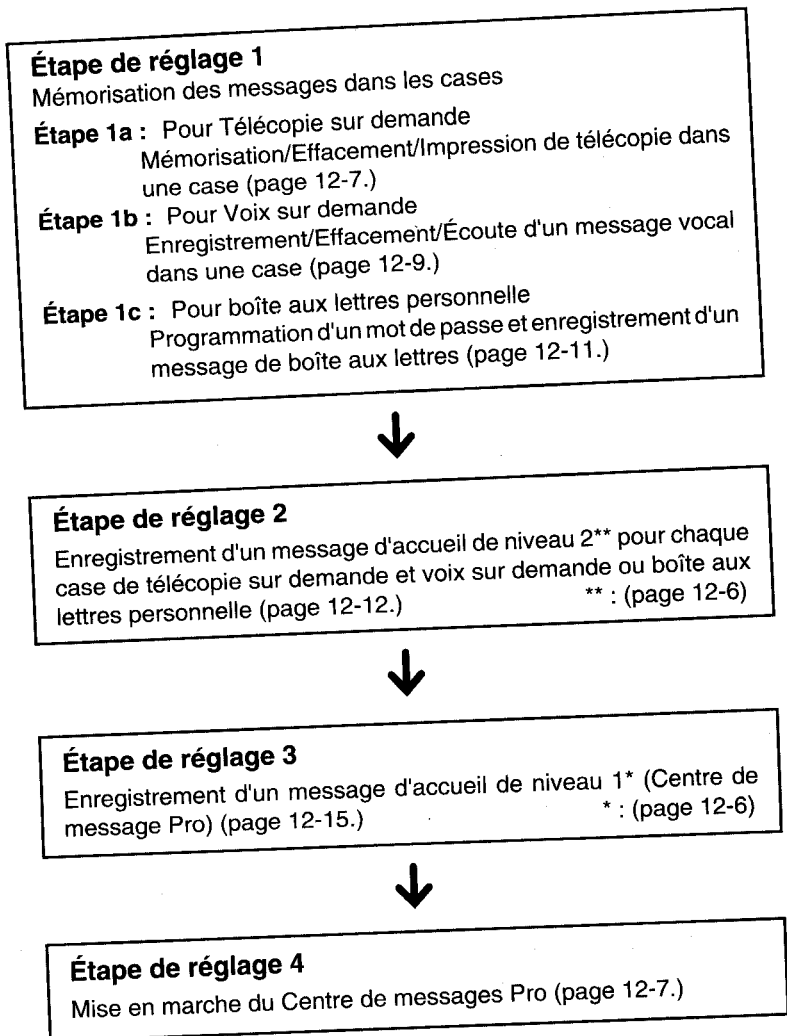 Étape de réglage 1
Mémorisation des messages dans les cases
Étape 1a : Pour Télécopie sur demande
Mémorisation/Effacement/Impression de télécopie dans
une case (page 12-7.)
Étape 1b : Pour Voix sur demande
Enregistrement/Effacement/Écoute d'un message vocal
dans une case (page 12-9.)
Étape 1c : Pour boîte aux lettres personnelle
Programmation d'un mot de passe et enregistrement d'un
message de boîte aux lettres (page 12-11.)
Étape de réglage 2
Enregistrement d'un message d'accueil de niveau 2** pour chaque
case de télécopie sur demande et voix sur demande ou boîte aux
lettres personnelle (page 12-12.) ** : (page 12-6)
Étape de réglage 3
Enregistrement d'un message d'accueil de niveau 1* (Centre de
message Pro) (page 12-15.) * : (page 12-6)
Étape de réglage 4
Mise en marche du Centre de messages Pro (page 12-7.)